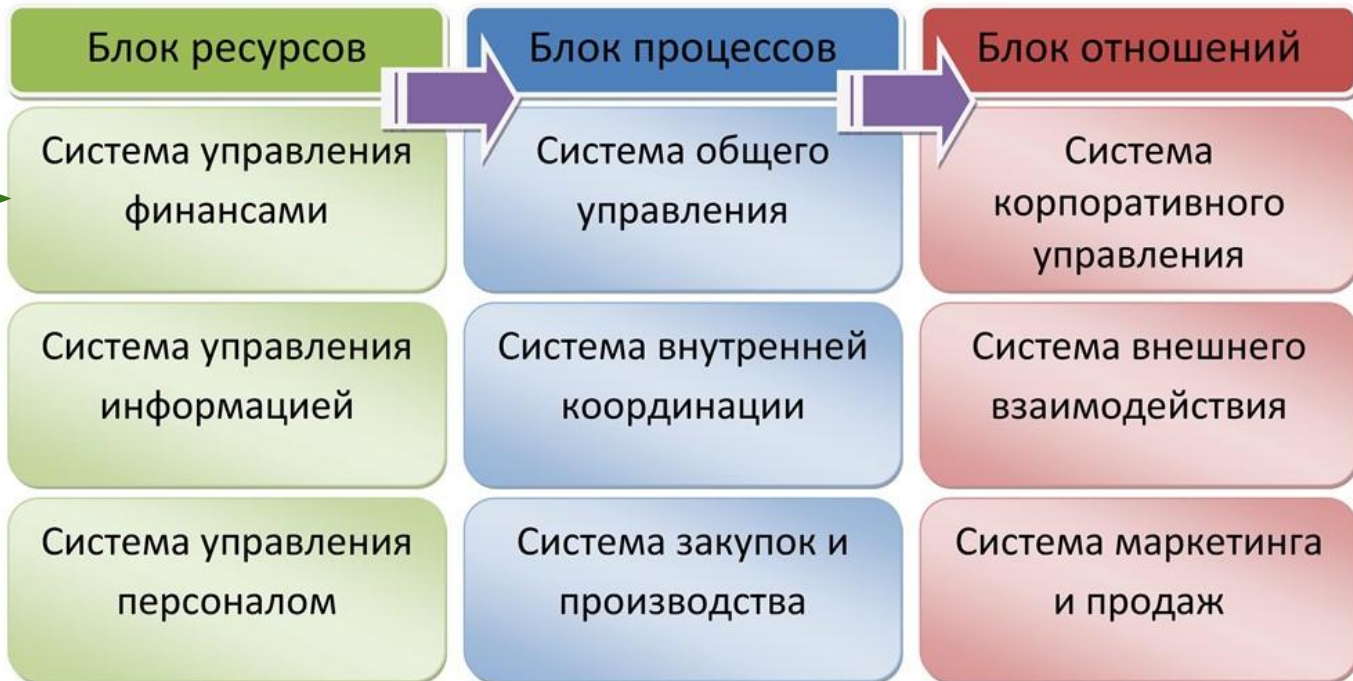 Блок ресурсов
Блок процессов
Блок отношений
Система управления
финансами
Система общего
управления
Система
корпоративного
управления
Система управления
информацией
Система внутренней
координации
Система внешнего
взаимодействия
Система управления
персоналом
Система закупок и
производства
Система маркетинга
и продаж